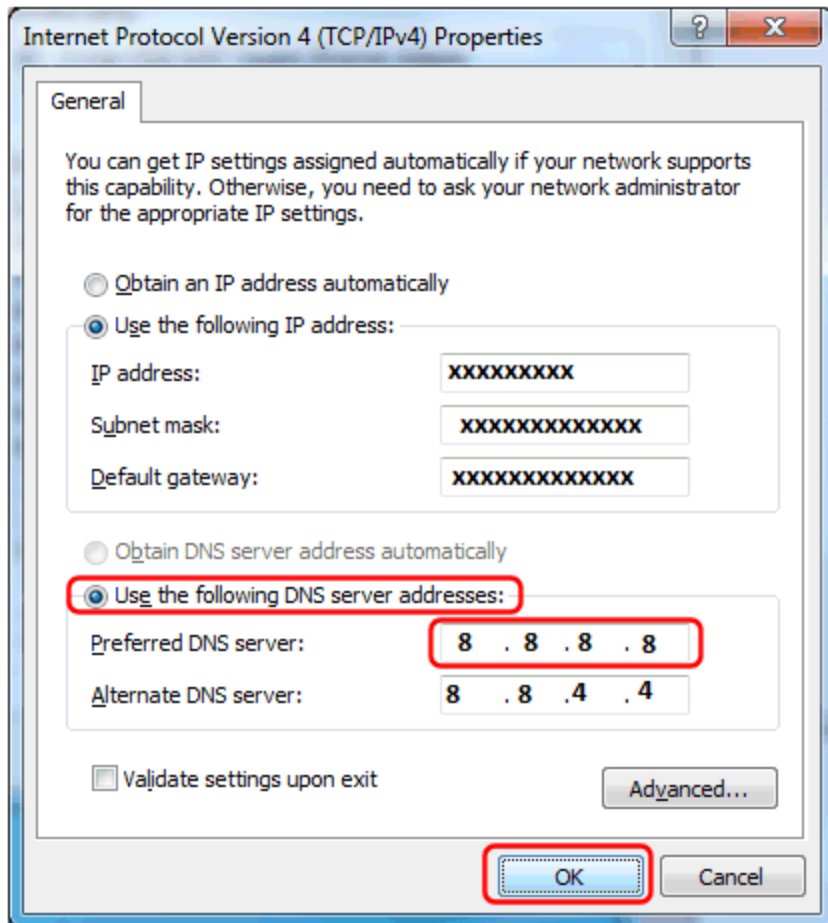 Internet Protocol Version 4 (TCP/IPv4) Properties
?
X
General
You can get IP settings assigned automatically if your network supports
this capability. Otherwise, you need to ask your network administrator
for the appropriate IP settings.
Obtain an IP address automatically
Use the following IP address:
IP address: xxxxxxxxx
Subnet mask: xxxxxxxxxxxxx
Default gateway: xxxxxxxxxxxxx
Obtain DNS server address automatically
Use the following DNS server addresses:
Preferred DNS server: 8 . 8 . 8 . 8
Alternate DNS server: 8 . 8 . 4 . 4
Validate settings upon exit
Advanced...
OK Cancel